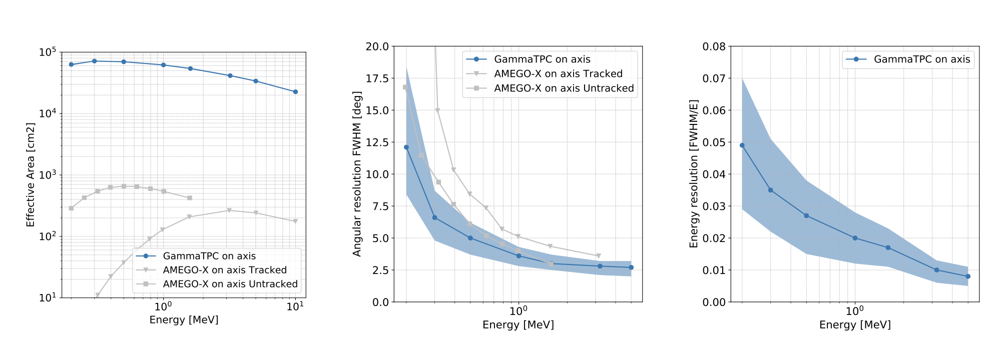 10^5
10^4
10^3
10^2
10^1
Effective Area [cm2]
GammaTPC on axis
AMEGO-X on axis Tracked
AMEGO-X on axis Untracked
10^0
10^1
Energy [MeV]
20.0
17.5
15.0
12.5
10.0
7.5
5.0
2.5
0.0
Angular resolution FWHM [deg]
GammaTPC on axis
AMEGO-X on axis Tracked
AMEGO-X on axis Untracked
10^0
Energy [MeV]
0.08
0.07
0.06
0.05
0.04
0.03
0.02
0.01
0.00
Energy resolution [FWHM/E]
GammaTPC on axis
10^0
Energy [MeV]